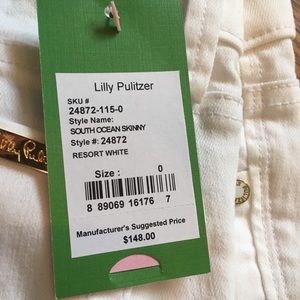 Lilly Pulitzer
SKU #
24872-115-0
Style Name:
SOUTH OCEAN SKINNY
Style #: 24872
RESORT WHITE
Size : 0
8 89069 16176 7
Manufacturer's Suggested Price
$148.00